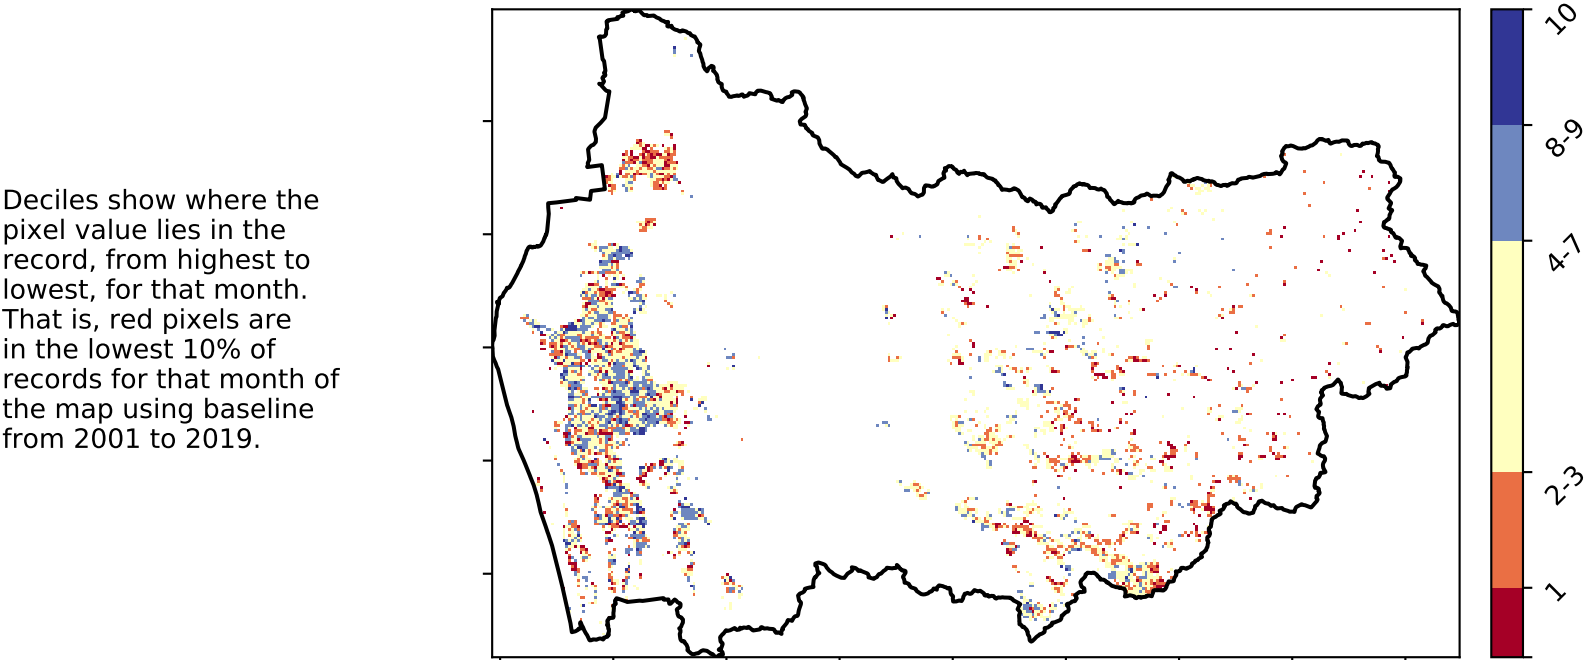 Deciles show where the
pixel value lies in the
record, from highest to
lowest, for that month.
That is, red pixels are
in the lowest 10% of
records for that month of
the map using baseline
from 2001 to 2019.
10
8-9
4-7
2-3
1